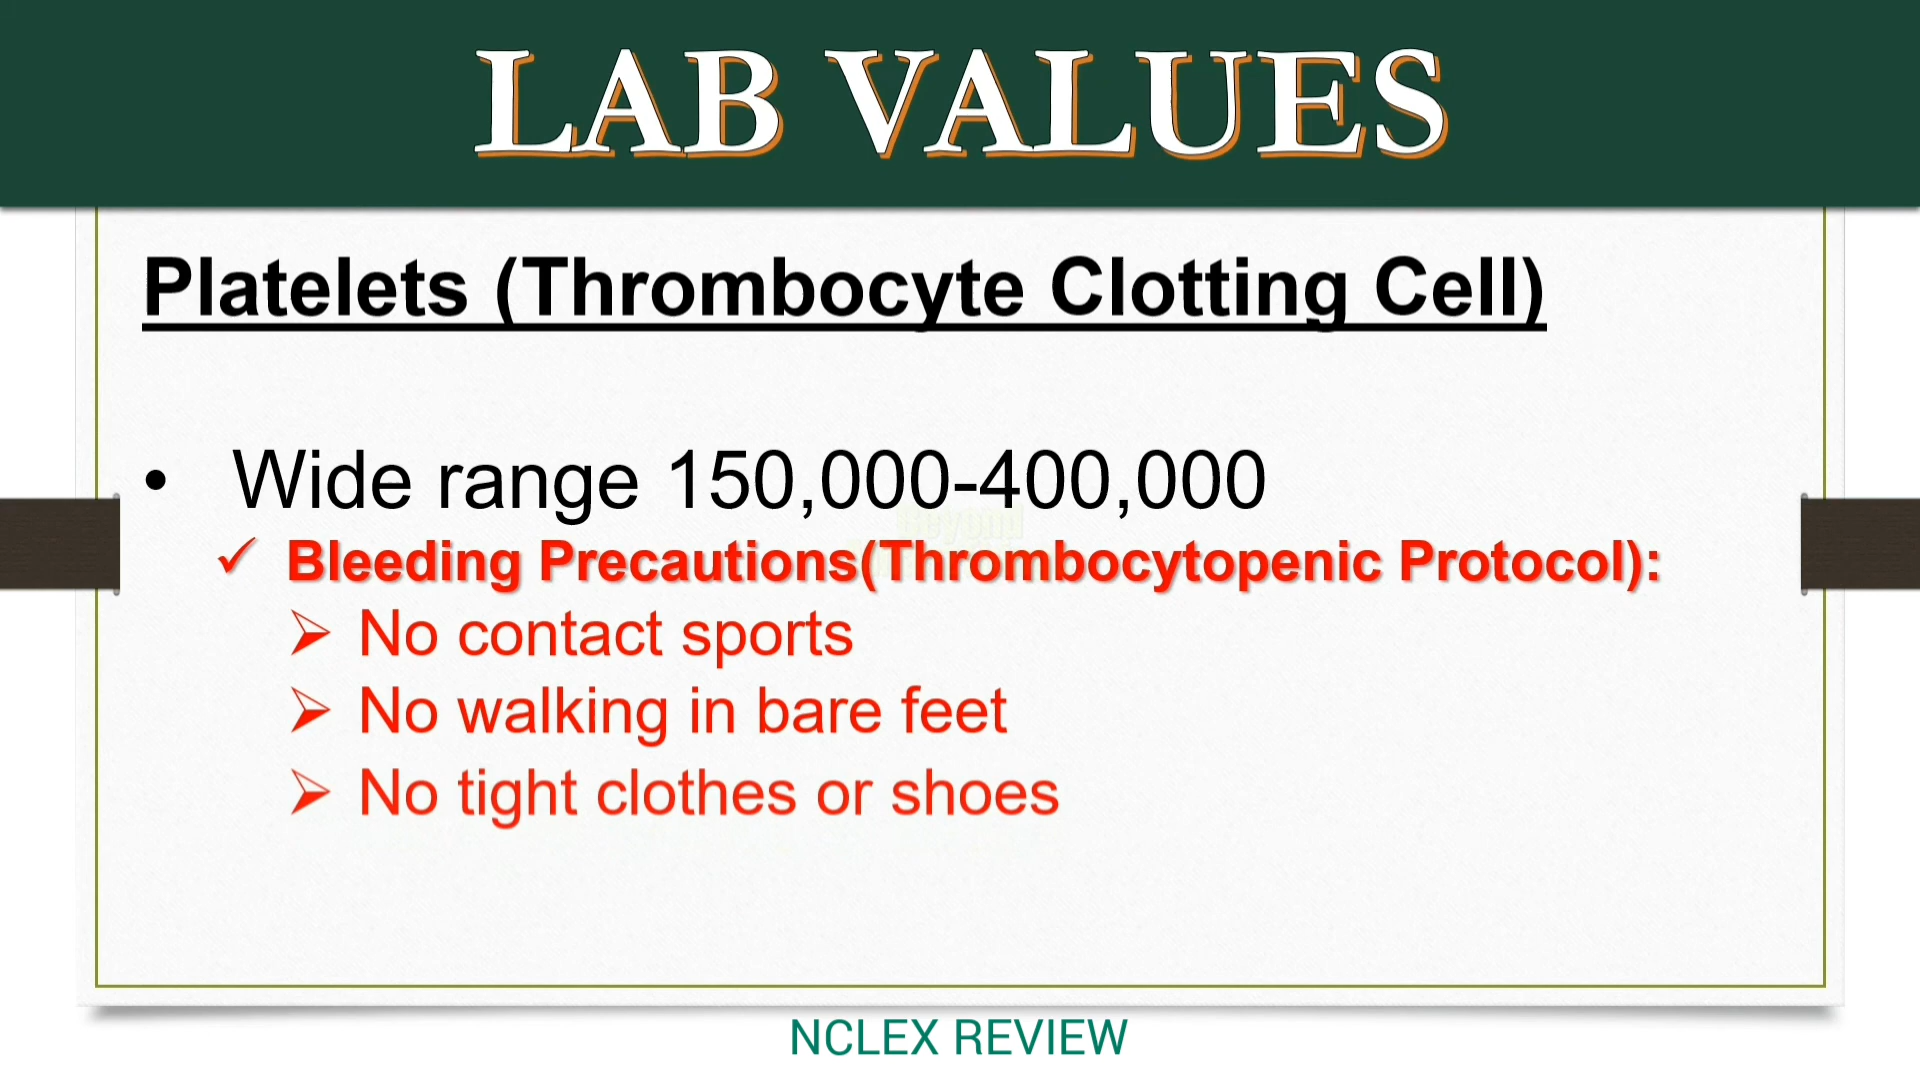 LAB VALUES
Platelets (Thrombocyte Clotting Cell)
• Wide range 150,000-400,000
✓ Bleeding Precautions(Thrombocytopenic Protocol):
➢ No contact sports
➢ No walking in bare feet
➢ No tight clothes or shoes
NCLEX REVIEW